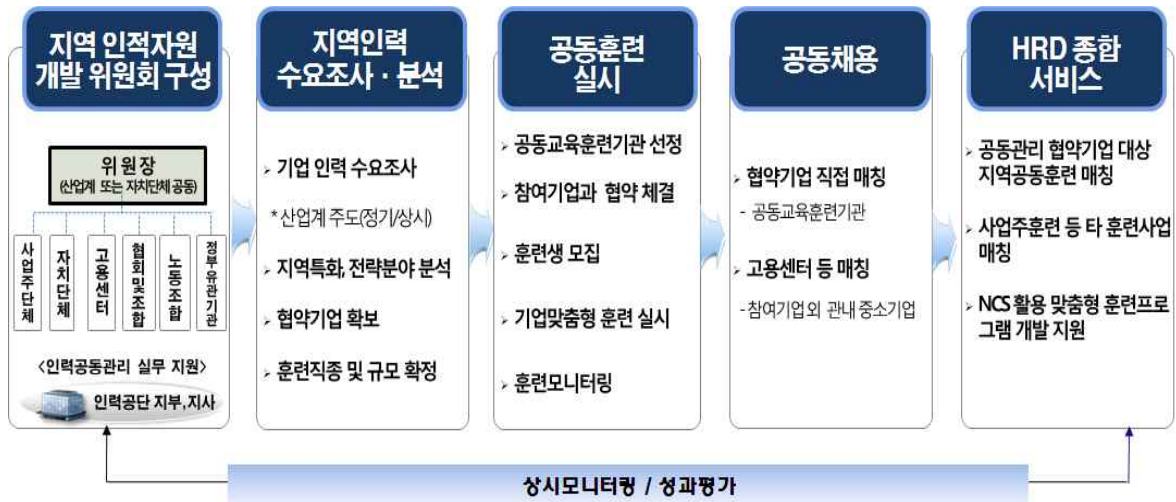 지역 인적자원
개발 위원회 구성
위원장
(산업계 또는 자치단체 공동)
사업주단체
자치단체
고용센터
협회및조합
노동조합
정부유관기관
<인력공동관리 실무 지원>
인력공단 지부,지사
지역인력
수요조사 · 분석
➢ 기업 인력 수요조사
* 산업계 주도(정기/상시)
➢ 지역특화, 전략분야 분석
➢ 협약기업 확보
➢ 훈련직종 및 규모 확정
공동훈련
실시
➢ 공동교육훈련기관 선정
➢ 참여기업과 협약 체결
➢ 훈련생 모집
➢ 기업맞춤형 훈련 실시
➢ 훈련모니터링
공동채용
➢ 협약기업 직접 매칭
- 공동교육훈련기관
➢ 고용센터 등 매칭
-참여기업외 관내 중소기업
HRD 종합
서비스
➢ 공동관리 협약기업 대상
지역공동훈련 매칭
➢ 사업주훈련 등 타 훈련사업
매칭
➢ NCS 활용 맞춤형 훈련프로
그램 개발 지원
상시모니터링 / 성과평가